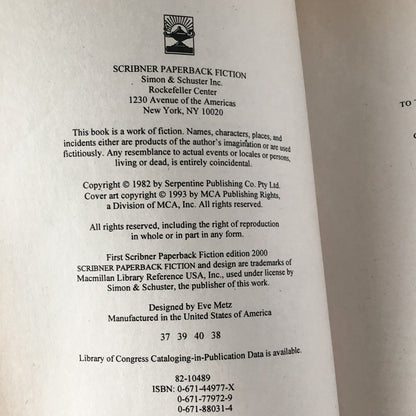 SCRIBNER PAPERBACK FICTION
Simon & Schuster Inc.
Rockefeller Center
1230 Avenue of the Americas
New York, NY 10020
This book is a work of fiction. Names, characters, places, and
incidents either are products of the author's imagination or are used
fictitiously. Any resemblance to actual events or locales or persons,
living or dead, is entirely coincidental.
Copyright © 1982 by Serpentine Publishing Co. Pty Ltd.
Cover art copyright © 1993 by MCA Publishing Rights,
a Division of MCA, Inc. All rights reserved.
All rights reserved, including the right of reproduction
in whole or in part in any form.
First Scribner Paperback Fiction edition 2000
SCRIBNER PAPERBACK FICTION and design are trademarks of
Macmillan Library Reference USA, Inc., used under license by
Simon & Schuster, the publisher of this work.
Designed by Eve Metz
Manufactured in the United States of America
37 39 40 38
Library of Congress Cataloging-in-Publication Data is available.
82-10489
ISBN: 0-671-44977-X
0-671-77972-9
0-671-88031-4
TO